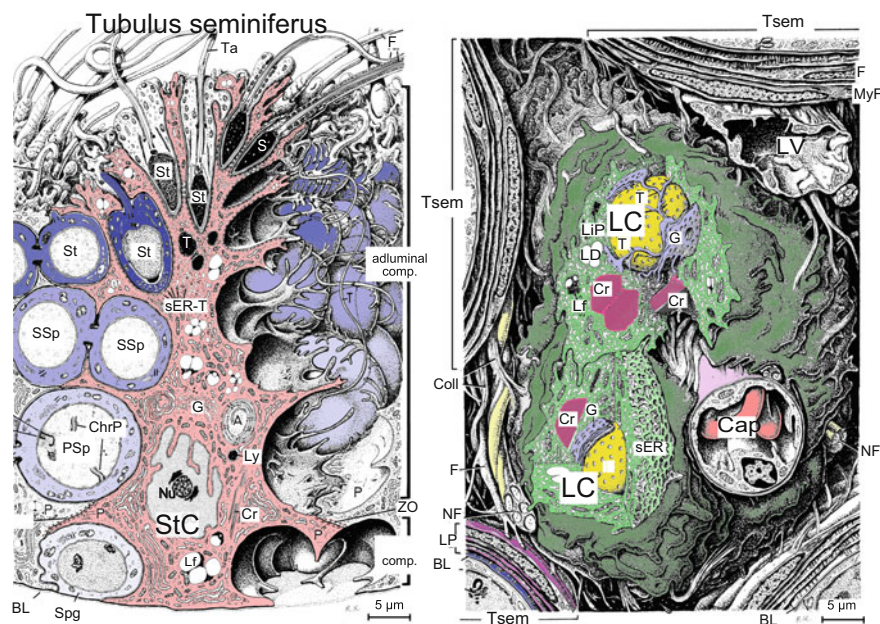 Tubulus seminiferus
Ta
F
S
St
St
St
St
T
adluminal
comp.
sER-T
SSp
SSp
G
A
ChrP
PSp
Ly
Nu
P
P
P
StC
Cr
P
ZO
Lf
comp.
BL
Spg
5 µm
Tsem
F
MyF
LV
Tsem
T
LC
LiP
T
G
LD
Cr
Cr
Lf
Coll
Cr
G
sER
Cap
F
LC
NF
NF
LP
BL
Tsem
BL
5 µm